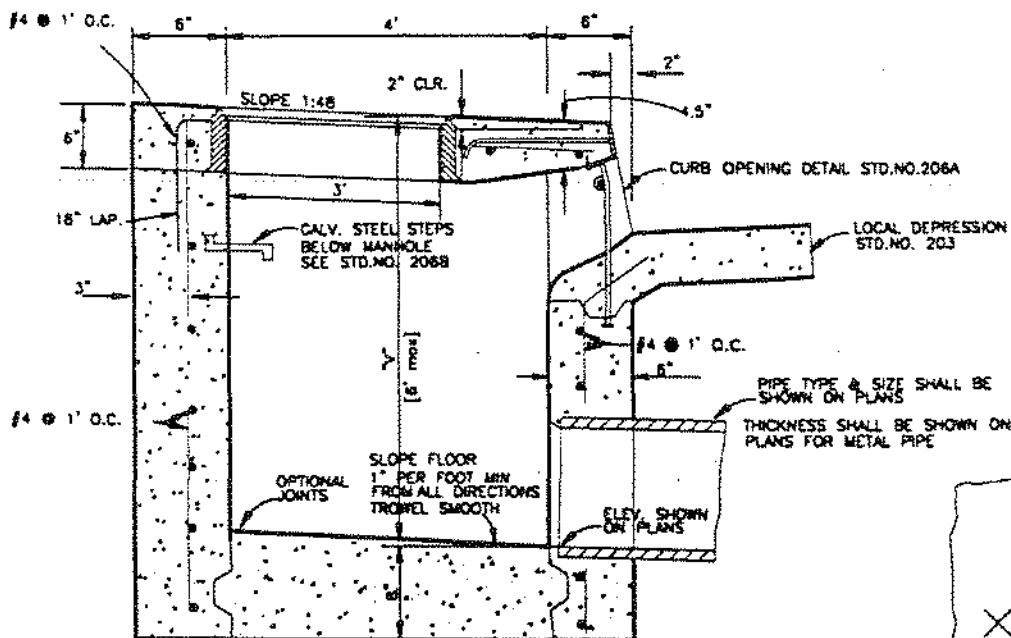 #4 @ 1' O.C.
6"
4'
6"
2"
2" CLR.
4.5"
SLOPE 1:48
6"
3'
18" LAP.
GALV. STEEL STEPS
BELOW MANHOLE
SEE STD.NO. 206B
CURB OPENING DETAIL STD.NO.206A
LOCAL DEPRESSION
STD.NO. 203
3"
"V"
[6' max]
#4 @ 1' O.C.
6"
#4 @ 1' O.C.
PIPE TYPE & SIZE SHALL BE
SHOWN ON PLANS
THICKNESS SHALL BE SHOWN ON
PLANS FOR METAL PIPE
OPTIONAL
JOINTS
SLOPE FLOOR
1" PER FOOT MIN
FROM ALL DIRECTIONS
TROWEL SMOOTH
ELEV. SHOWN
ON PLANS